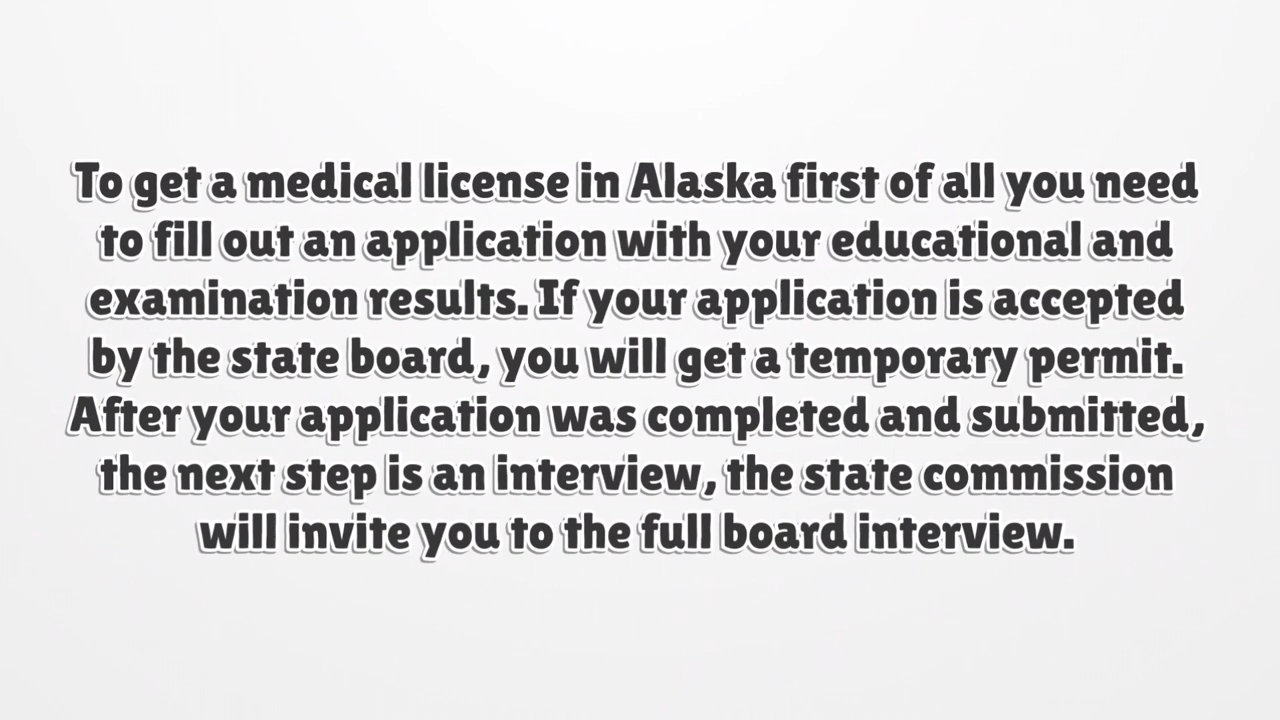 To get a medical license in Alaska first of all you need
to fill out an application with your educational and
examination results. If your application is accepted
by the state board, you will get a temporary permit.
After your application was completed and submitted,
the next step is an interview, the state commission
will invite you to the full board interview.